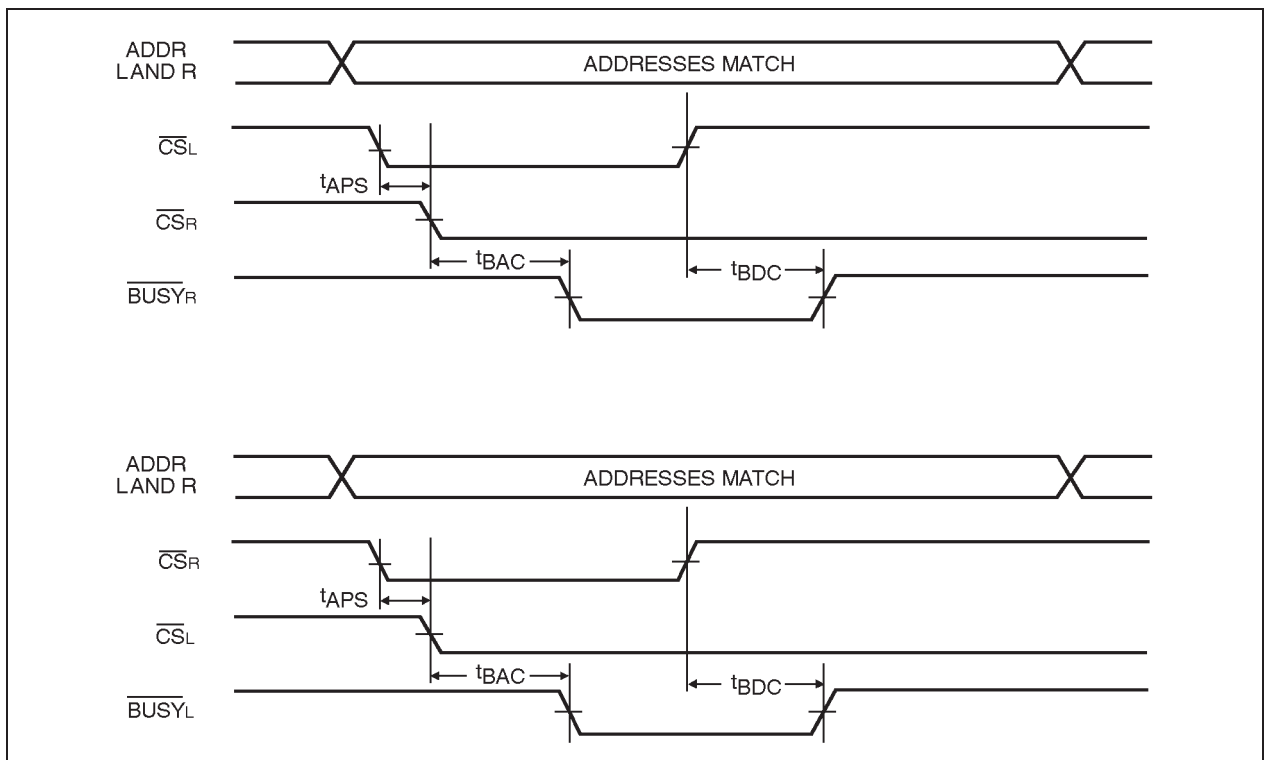 ADDR
LAND R
ADDRESSES MATCH
CSL
tAPS
CSR
tBAC
tBDC
BUSYR
ADDR
LAND R
ADDRESSES MATCH
CSR
tAPS
CSL
tBAC
tBDC
BUSYL